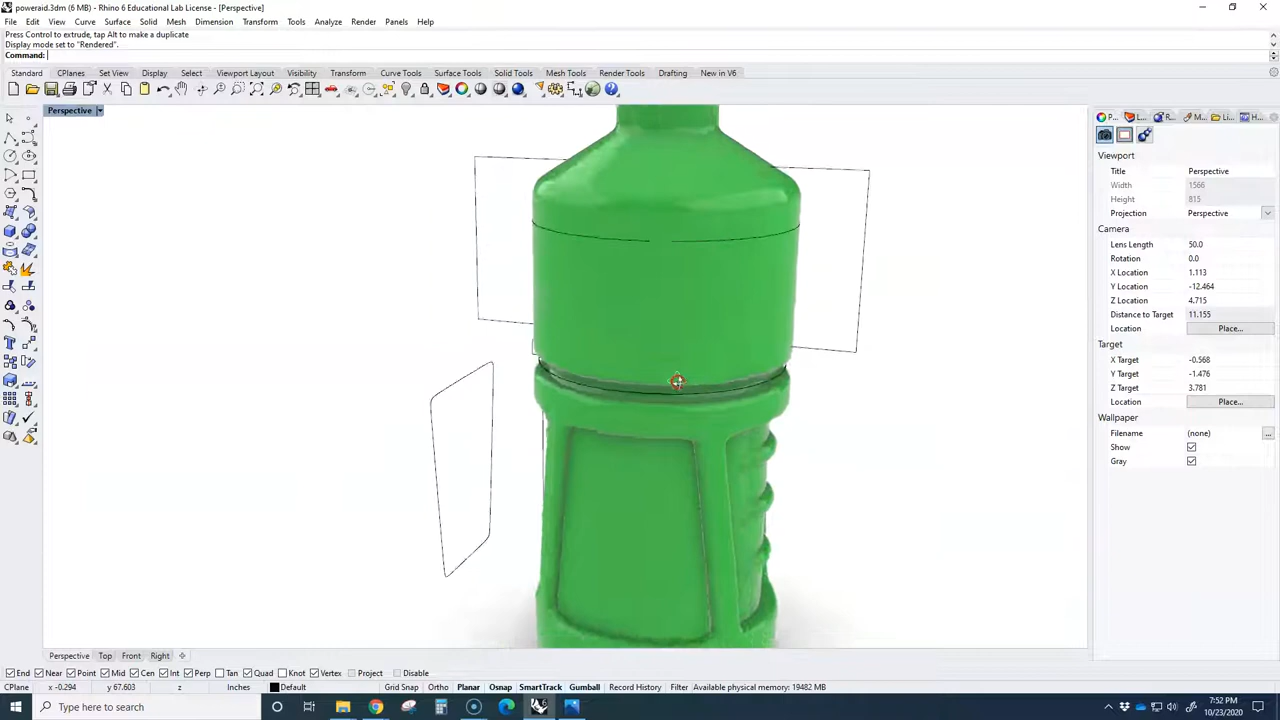 poweraid.3dm (6 MB) - Rhino 6 Educational Lab License - [Perspective]
File Edit View Curve Surface Solid Mesh Dimension Transform Tools Analyze Render Panels Help
Press Control to extrude, tap Alt to make a duplicate
Display mode set to "Rendered".
Command:
Standard CPlanes Set View Display Select Viewport Layout Visibility Transform Curve Tools Surface Tools Solid Tools Mesh Tools Render Tools Drafting New in V6
Perspective
P... L... R... M... Li... H...
Viewport
Title Perspective
Width 1566
Height 815
Projection Perspective
Camera
Lens Length 50.0
Rotation 0.0
X Location 1.113
Y Location -12.464
Z Location 4.715
Distance to Target 11.155
Location Place...
Target
X Target -0.568
Y Target -1.476
Z Target 3.781
Location Place...
Wallpaper
Filename (none) ...
Show
Gray
Perspective Top Front Right
End Near Point Mid Cen Int Perp Tan Quad Knot Vertex Project Disable
CPlane x -0.294 y 67.603 z Inches Default Grid Snap Ortho Planar Osnap SmartTrack Gumball Record History Filter Available physical memory: 19482 MB
Type here to search
7:52 PM
10/23/2020